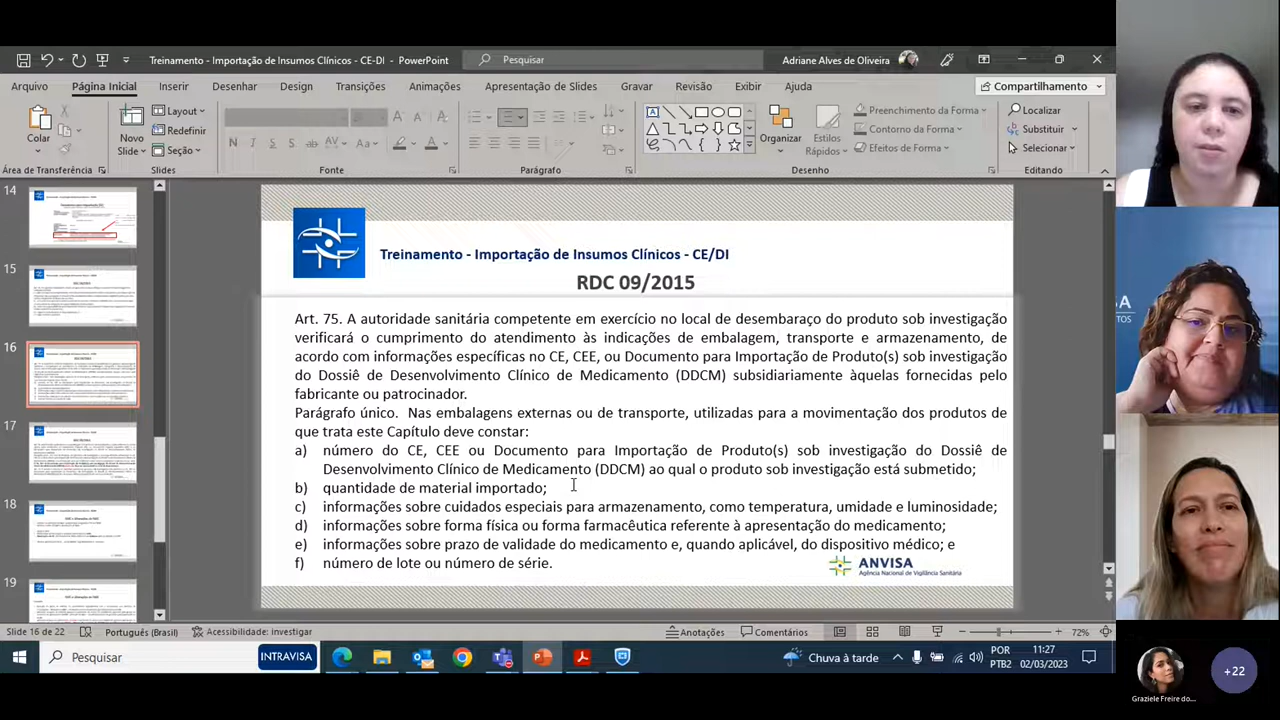 Treinamento - Importação de Insumos Clínicos - CE-DI - PowerPoint
Pesquisar
Adriane Alves de Oliveira
Arquivo Página Inicial Inserir Desenhar Design Transições Animações Apresentação de Slides Gravar Revisão Exibir Ajuda Compartilhamento
Colar
Novo
Slide
Layout
Redefinir
Seção
N I S S ab AV Aa A
Organizar
Estilos
Rápidos
Preenchimento da Forma
Contorno da Forma
Efeitos de Forma
Localizar
Substituir
Selecionar
Área de Transferência Slides Fonte Parágrafo Desenho Editando
14
15
16
17
18
19
Treinamento - Importação de Insumos Clínicos - CE/DI
RDC 09/2015
Art. 75. A autoridade sanitária competente em exercício no local de desembaraço do produto sob investigação
verificará o cumprimento do atendimento as indicações de embalagem, transporte e armazenamento, de
acordo com informações específicas no CE, CEE, ou Documento para Importação de Produto(s) sob investigação
do Dossiê de Desenvolvimento Clínico de Medicamento (DDCM) complementarmente àquelas fornecidas pelo
fabricante ou patrocinador.
Parágrafo único. Nas embalagens externas ou de transporte, utilizadas para a movimentação dos produtos de
que trata este Capítulo deve constar:
a) número do CE, CEE ou Documento para Importação de Produto(s) sob investigação do Dossiê de
Desenvolvimento Clínico de Medicamento (DDCM) ao qual o produto sob investigação está submetido;
b) quantidade de material importado;
c) informações sobre cuidados especiais para armazenamento, como temperatura, umidade e luminosidade;
d) informações sobre forma física ou forma farmacêutica referente à apresentação do medicamento;
e) informações sobre prazo de validade do medicamento e, quando aplicável, do dispositivo médico; e
f) número de lote ou número de série.
ANVISA
Agência Nacional de Vigilância Sanitária
Slide 16 de 22 Português (Brasil) Acessibilidade: investigar Anotações Comentários 72%
Pesquisar
INTRAVISA
Chuva à tarde
POR
PTB2
11:27
02/03/2023
ISA
TOS
Graziele Freire do...
+22